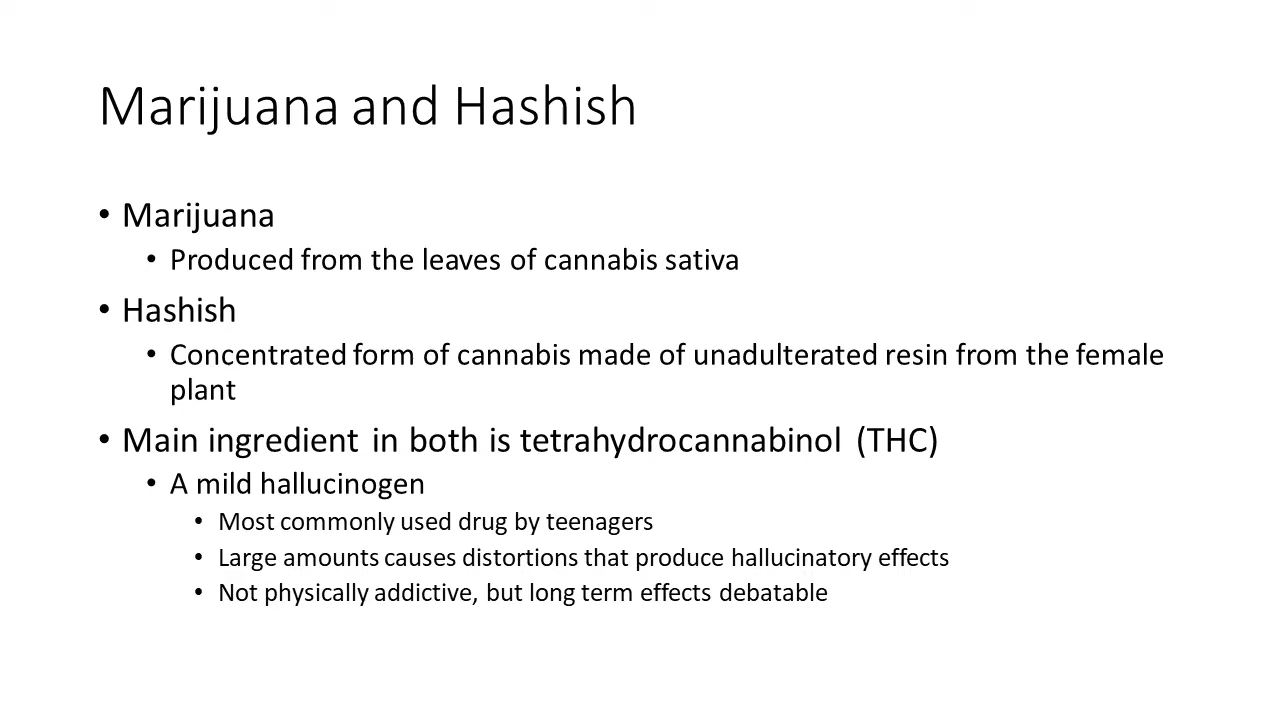 Marijuana and Hashish
• Marijuana
• Produced from the leaves of cannabis sativa
• Hashish
• Concentrated form of cannabis made of unadulterated resin from the female
plant
• Main ingredient in both is tetrahydrocannabinol (THC)
• A mild hallucinogen
• Most commonly used drug by teenagers
• Large amounts causes distortions that produce hallucinatory effects
• Not physically addictive, but long term effects debatable